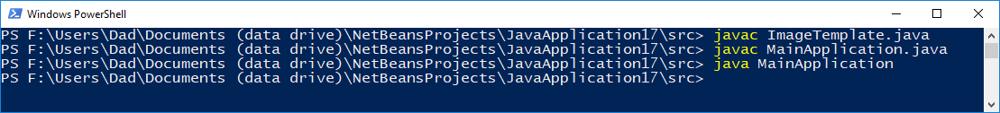 Windows PowerShell
PS F:\Users\Dad\Documents (data drive)\NetBeansProjects\JavaApplication17\src> javac ImageTemplate.java
PS F:\Users\Dad\Documents (data drive)\NetBeansProjects\JavaApplication17\src> javac MainApplication.java
PS F:\Users\Dad\Documents (data drive)\NetBeansProjects\JavaApplication17\src> java MainApplication
PS F:\Users\Dad\Documents (data drive)\NetBeansProjects\JavaApplication17\src>